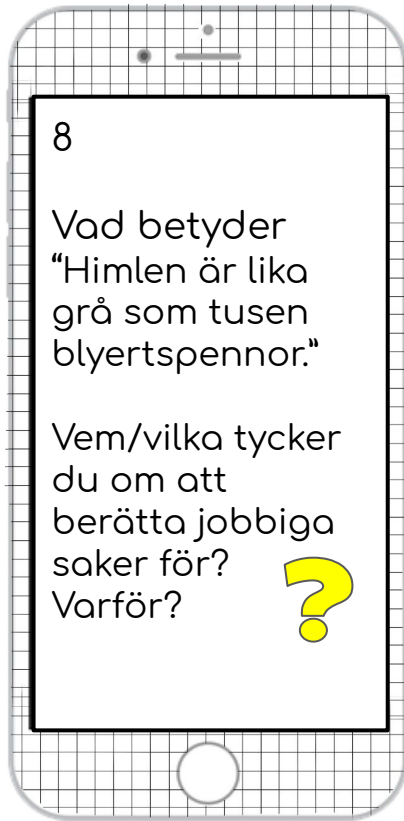 8
Vad betyder
“Himlen är lika
grå som tusen
blyertspennor.”
Vem/vilka tycker
du om att
berätta jobbiga
saker för?
Varför?
?